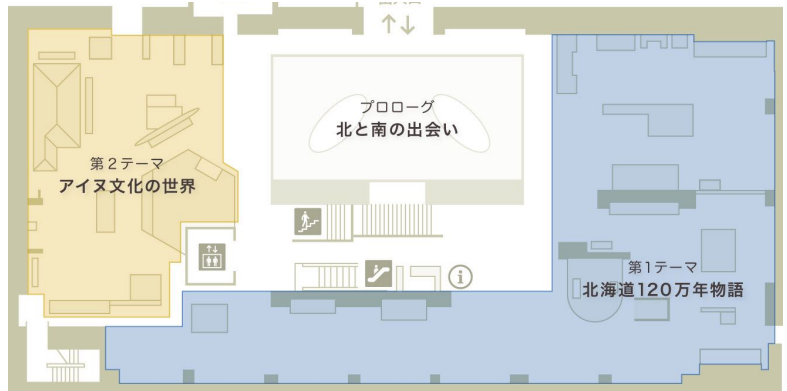 プロローグ
北と南の出会い
第2テーマ
アイヌ文化の世界
第1テーマ
北海道120万年物語